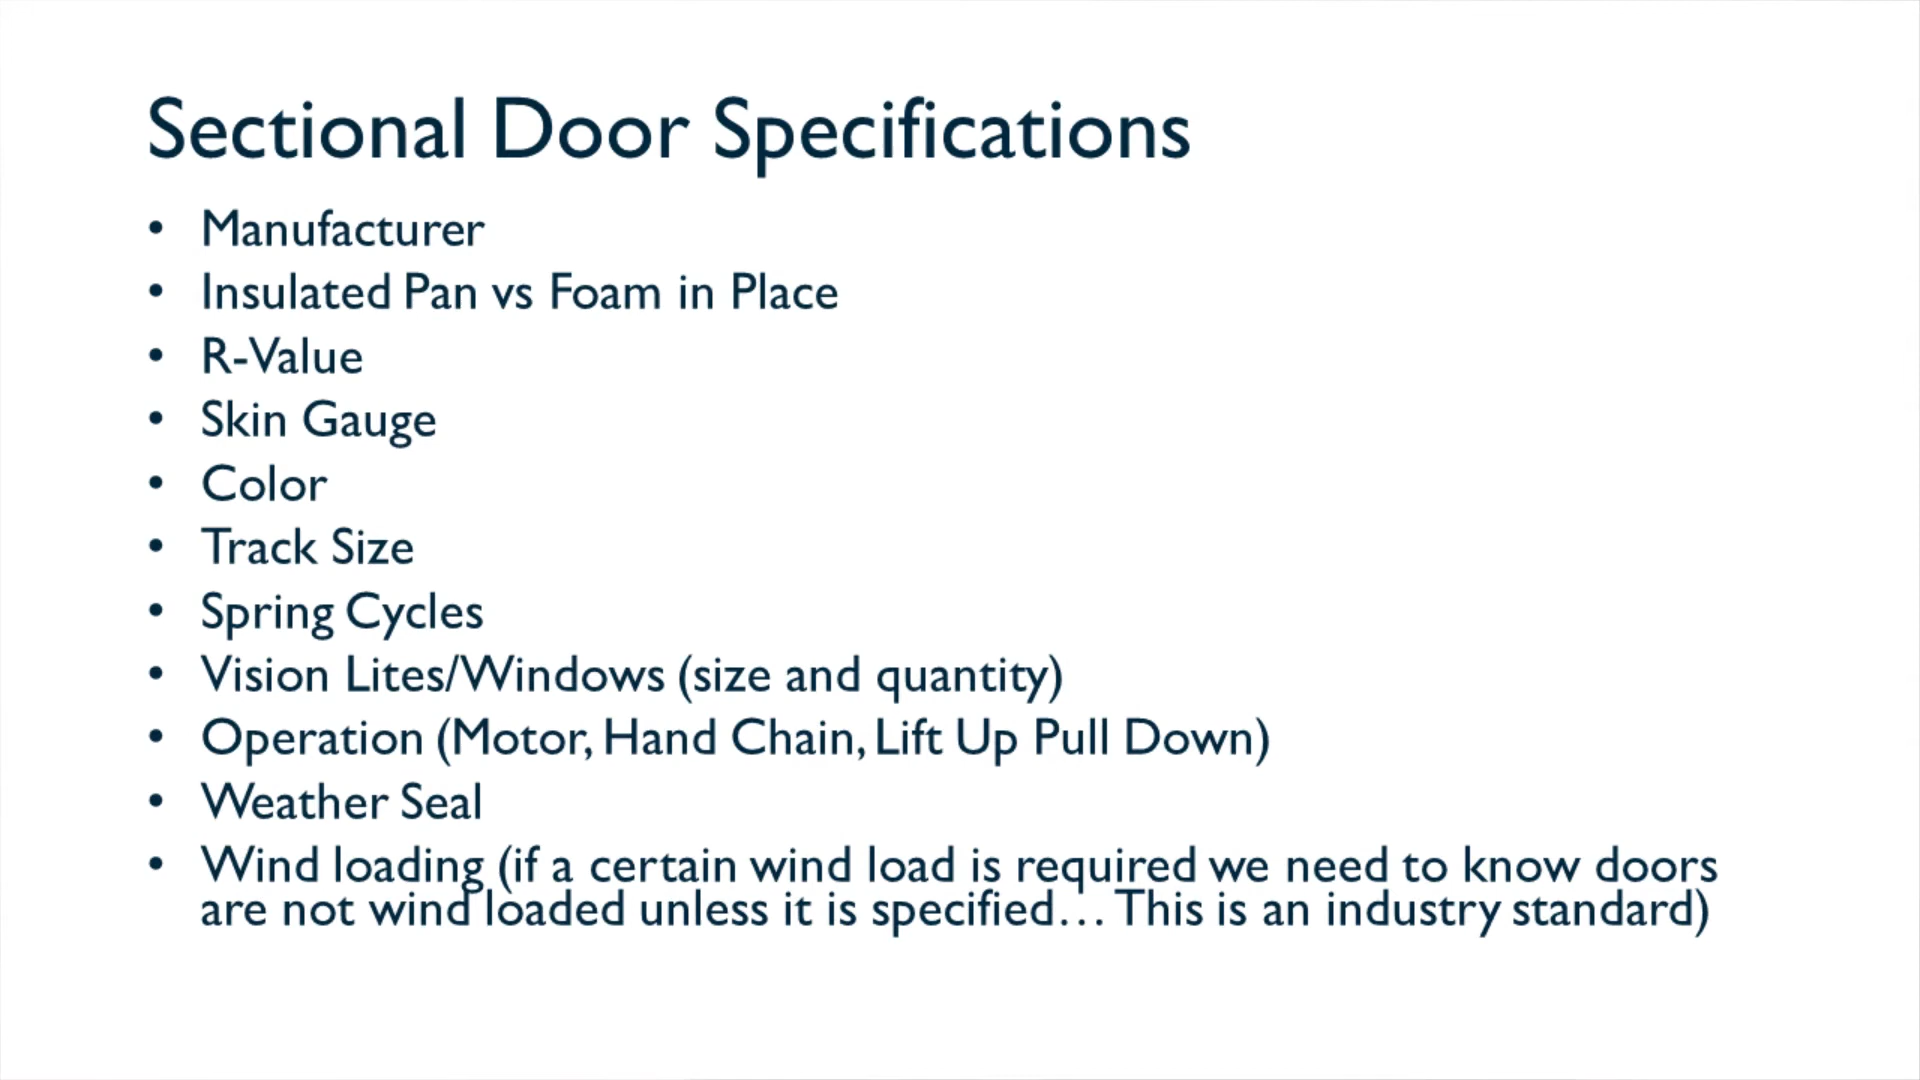 Sectional Door Specifications
• Manufacturer
• Insulated Pan vs Foam in Place
• R-Value
• Skin Gauge
• Color
• Track Size
• Spring Cycles
• Vision Lites/Windows (size and quantity)
• Operation (Motor, Hand Chain, Lift Up Pull Down)
• Weather Seal
• Wind loading (if a certain wind load is required we need to know doors
are not wind loaded unless it is specified… This is an industry standard)